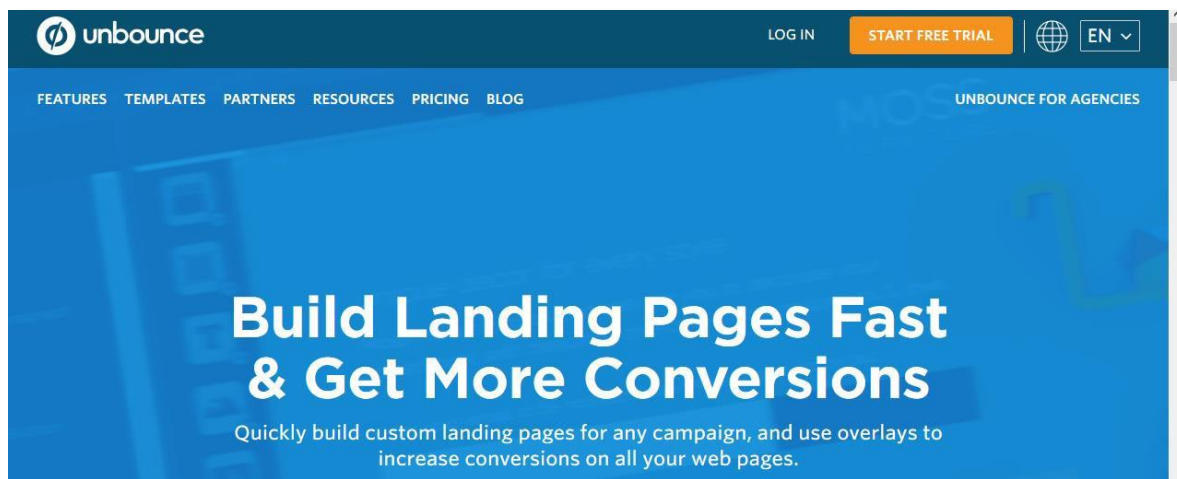 unbounce
LOG IN
START FREE TRIAL
EN
FEATURES TEMPLATES PARTNERS RESOURCES PRICING BLOG
UNBOUNCE FOR AGENCIES
MOSS
Build Landing Pages Fast
& Get More Conversions
Quickly build custom landing pages for any campaign, and use overlays to
increase conversions on all your web pages.